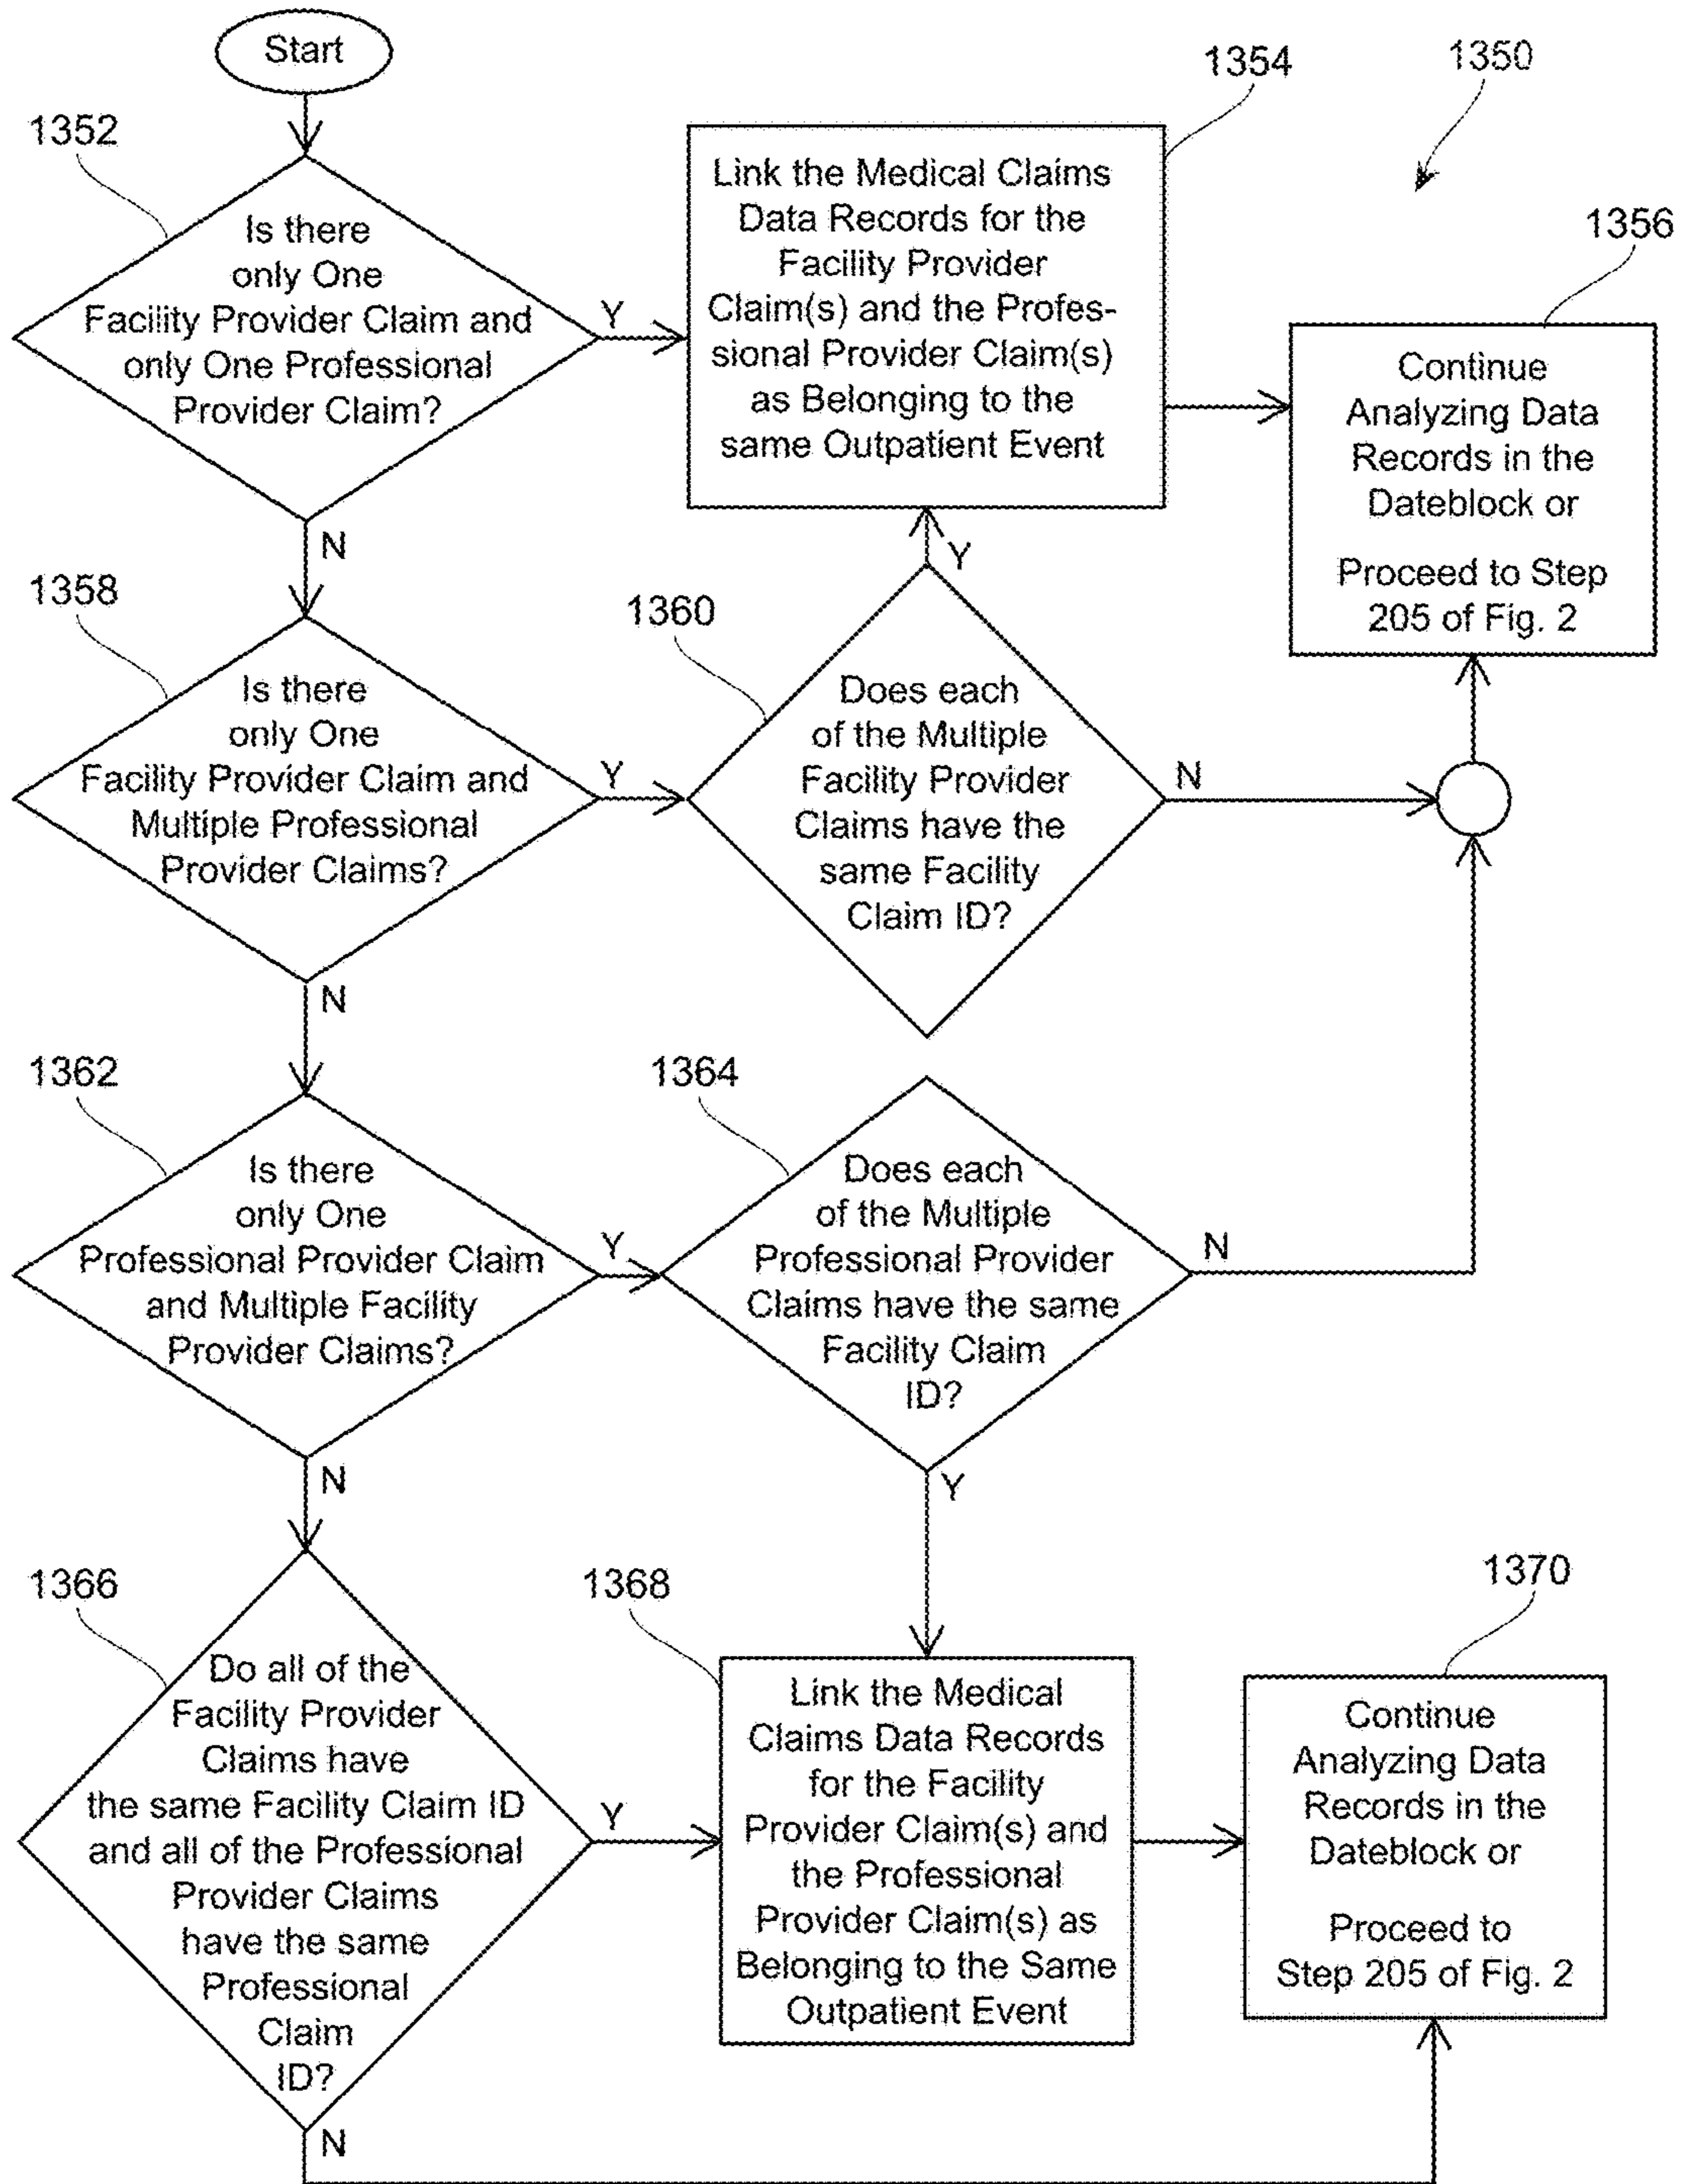 Start
1354
1350
1352
Is there
only One
Facility Provider Claim and
only One Professional
Provider Claim?
Y
N
Link the Medical Claims
Data Records for the
Facility Provider
Claim(s) and the Profes-
sional Provider Claim(s)
as Belonging to the
same Outpatient Event
1356
Continue
Analyzing Data
Records in the
Dateblock or
Proceed to Step
205 of Fig. 2
1358
Is there
only One
Facility Provider Claim and
Multiple Professional
Provider Claims?
Y
N
1360
Y
Does each
of the Multiple
Facility Provider
Claims have the
same Facility
Claim ID?
N
1362
Is there
only One
Professional Provider Claim
and Multiple Facility
Provider Claims?
Y
N
1364
Does each
of the Multiple
Professional Provider
Claims have the same
Facility Claim
ID?
N
Y
1366
Do all of the
Facility Provider
Claims have
the same Facility Claim ID
and all of the Professional
Provider Claims
have the same
Professional
Claim
ID?
Y
N
1368
Link the Medical
Claims Data Records
for the Facility
Provider Claim(s) and
the Professional
Provider Claim(s) as
Belonging to the Same
Outpatient Event
1370
Continue
Analyzing Data
Records in the
Dateblock or
Proceed to
Step 205 of Fig. 2